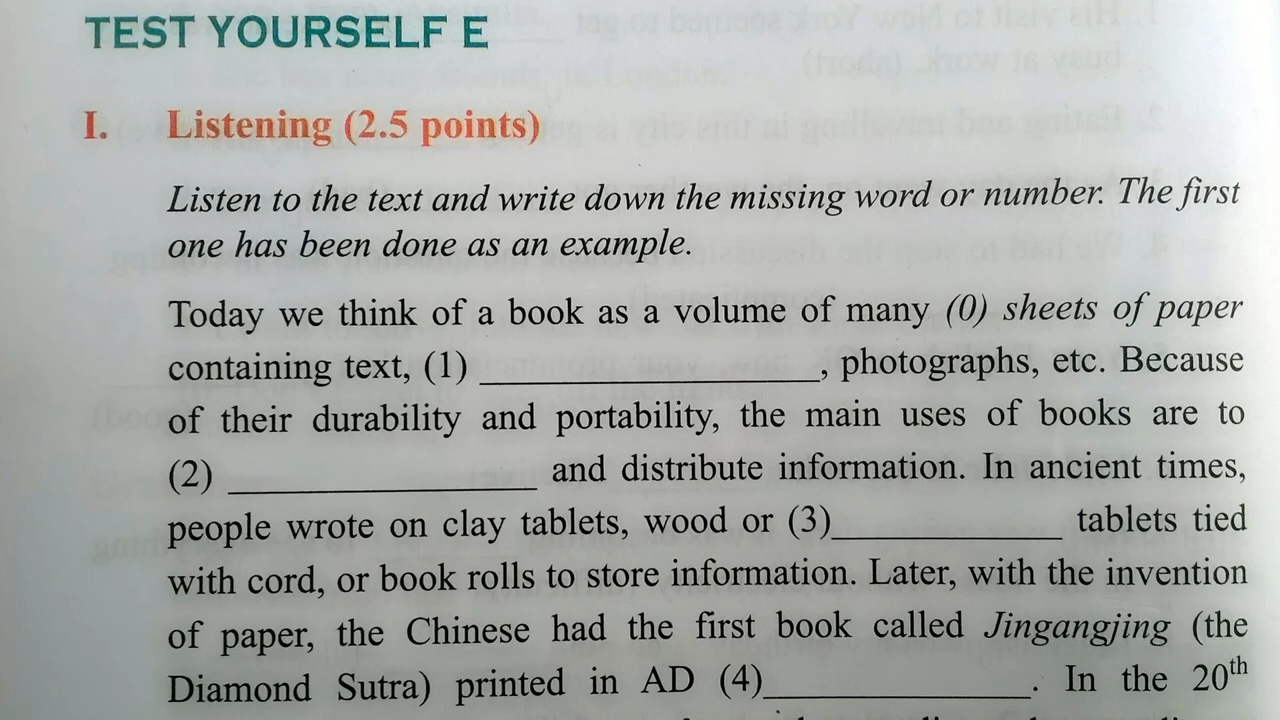 TEST YOURSELF E
I. Listening (2.5 points)
Listen to the text and write down the missing word or number. The first
one has been done as an example.
Today we think of a book as a volume of many (0) sheets of paper
containing text, (1) ____________________, photographs, etc. Because
of their durability and portability, the main uses of books are to
(2) __________________ and distribute information. In ancient times,
people wrote on clay tablets, wood or (3)______________ tablets tied
with cord, or book rolls to store information. Later, with the invention
of paper, the Chinese had the first book called Jingangjing (the
Diamond Sutra) printed in AD (4)________________. In the 20th